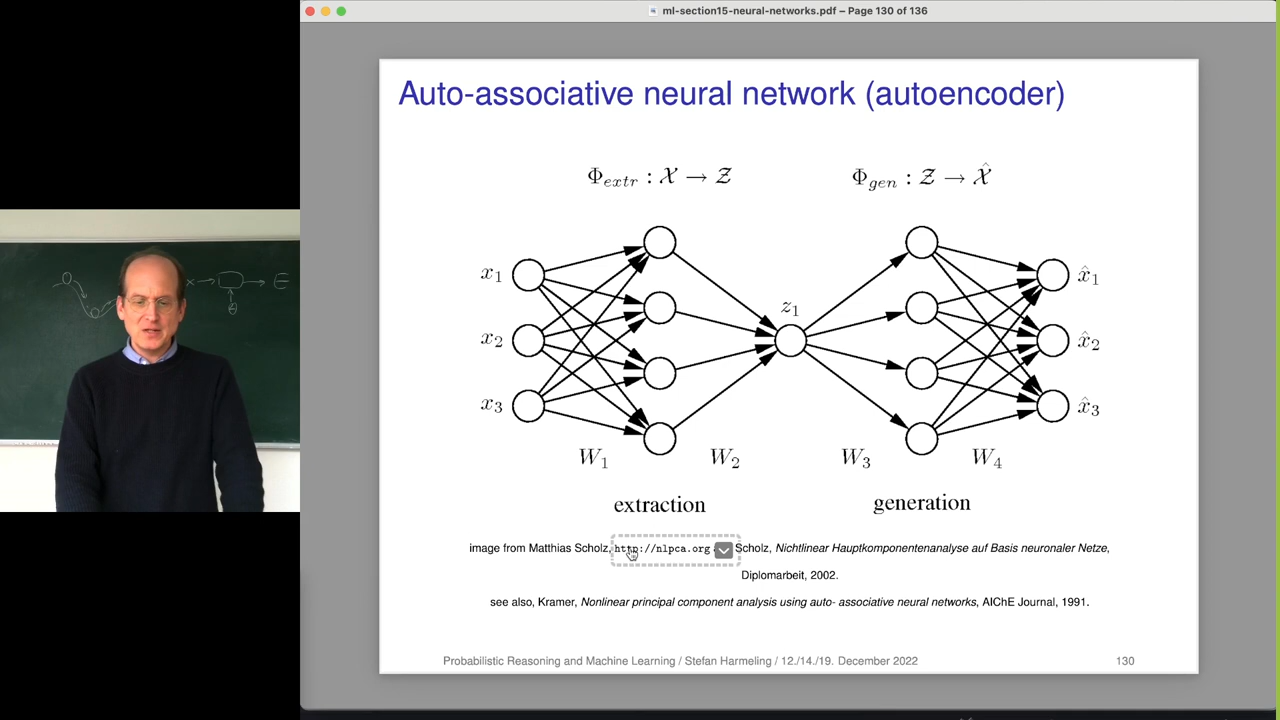 ml-section15-neural-networks.pdf – Page 130 of 136
Auto-associative neural network (autoencoder)
Φextr : 𝒳 → 𝒵
Φgen : 𝒵 → 𝒳̂
x1
x2
x3
z1
x̂1
x̂2
x̂3
W1
W2
W3
W4
extraction
generation
image from Matthias Scholz, http://nlpca.org Scholz, Nichtlinear Hauptkomponentenanalyse auf Basis neuronaler Netze,
Diplomarbeit, 2002.
see also, Kramer, Nonlinear principal component analysis using auto- associative neural networks, AIChE Journal, 1991.
Probabilistic Reasoning and Machine Learning / Stefan Harmeling / 12./14./19. December 2022
130